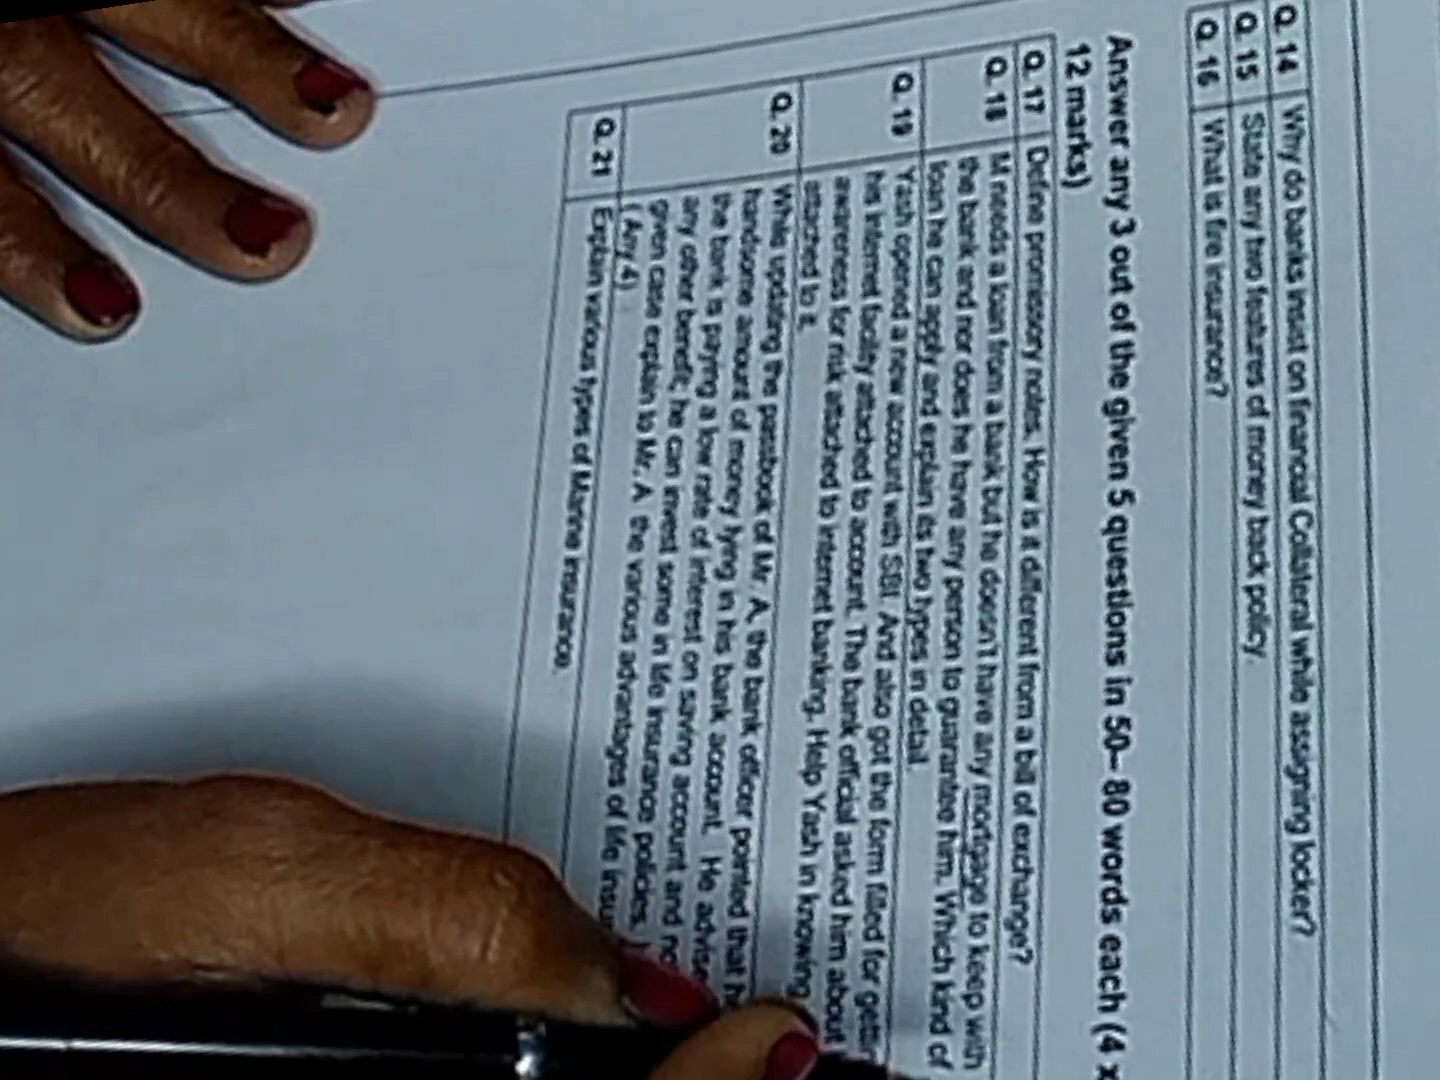 Q. 14 Why do banks insist on financial Collateral while assigning locker?
Q. 15 State any two features of money back policy.
Q. 16 What is fire insurance?
Answer any 3 out of the given 5 questions in 50– 80 words each (4 x
12 marks)
Q. 17 Define promissory notes. How is it different from a bill of exchange?
Q. 18 M needs a loan from a bank but he doesn't have any mortgage to keep with
the bank and nor does he have any person to guarantee him. Which kind of
loan he can apply and explain its two types in detail.
Q. 19 Yash opened a new account with SBI. And also got the form filled for
his internet facility attached to account. The bank official asked him about
awareness for risk attached to internet banking. Help Yash in knowing
attached to it.
Q. 20 While updating the passbook of Mr. A, the bank officer pointed that
handsome amount of money lying in his bank account. He
the bank is paying a low rate of interest on saving account and
any other benefit, he can invest some in life insurance policies.
given case explain to Mr. A the various advantages of life
(Any 4)
Q. 21 Explain various types of Marine insurance.